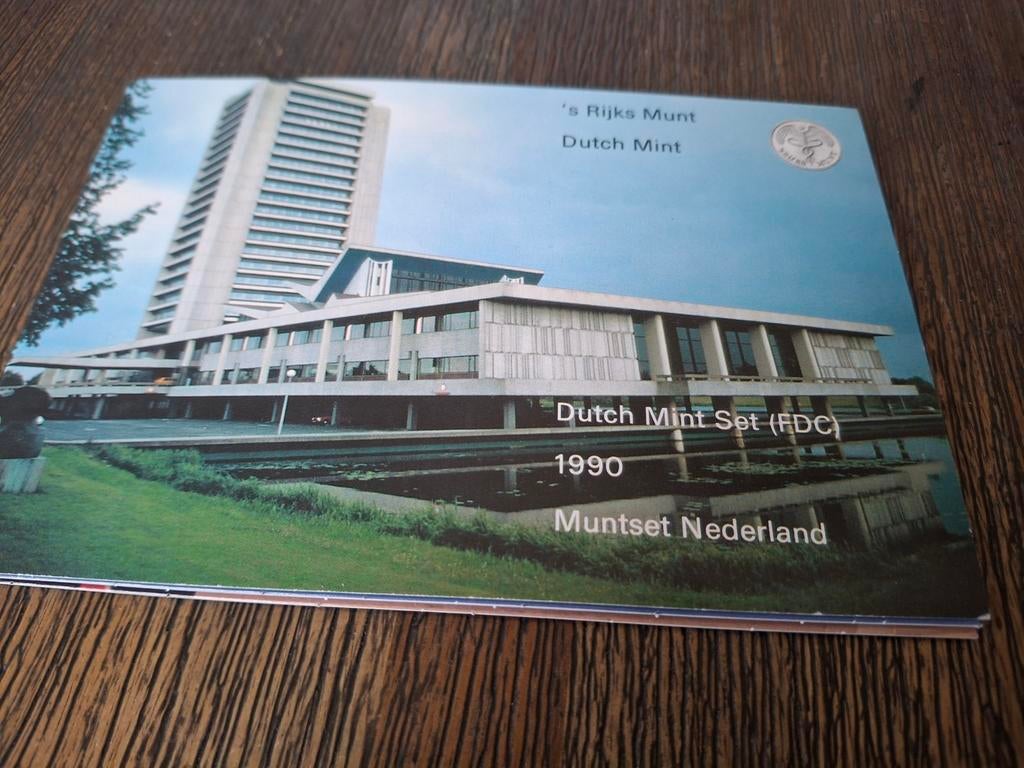 's Rijks Munt
Dutch Mint
Dutch Mint Set (FDC)
1990
Muntset Nederland